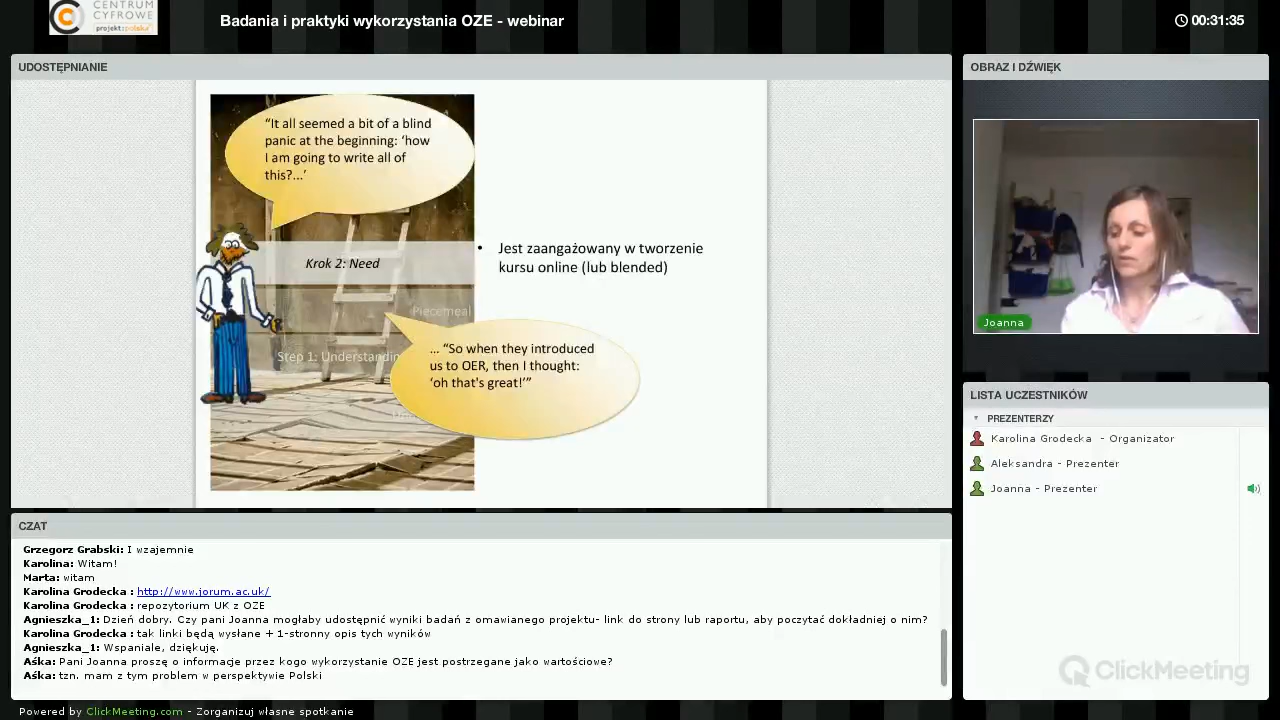 CENTRUM
CYFROWE
projekt: polska
Badania i praktyki wykorzystania OZE - webinar
00:31:35
UDOSTĘPNIANIE
“It all seemed a bit of a blind
panic at the beginning: ‘how
I am going to write all of
this?...’
Krok 2: Need
Piecemeal
Step 1: Understandin
• Jest zaangażowany w tworzenie
kursu online (lub blended)
... “So when they introduced
us to OER, then I thought:
‘oh that's great!’”
OBRAZ I DŹWIĘK
Joanna
LISTA UCZESTNIKÓW
PREZENTERZY
Karolina Grodecka - Organizator
Aleksandra - Prezenter
Joanna - Prezenter
CZAT
Grzegorz Grabski: I wzajemnie
Karolina: Witam!
Marta: witam
Karolina Grodecka : http://www.jorum.ac.uk/
Karolina Grodecka : repozytorium UK z OZE
Agnieszka_1: Dzień dobry. Czy pani Joanna mogłaby udostępnić wyniki badań z omawianego projektu- link do strony lub raportu, aby poczytać dokładniej o nim?
Karolina Grodecka : tak linki będą wysłane + 1-stronny opis tych wyników
Agnieszka_1: Wspaniale, dziękuję.
Aśka: Pani Joanna proszę o informacje przez kogo wykorzystanie OZE jest postrzegane jako wartościowe?
Aśka: tzn. mam z tym problem w perspektywie Polski
ClickMeeting
Powered by ClickMeeting.com - Zorganizuj własne spotkanie